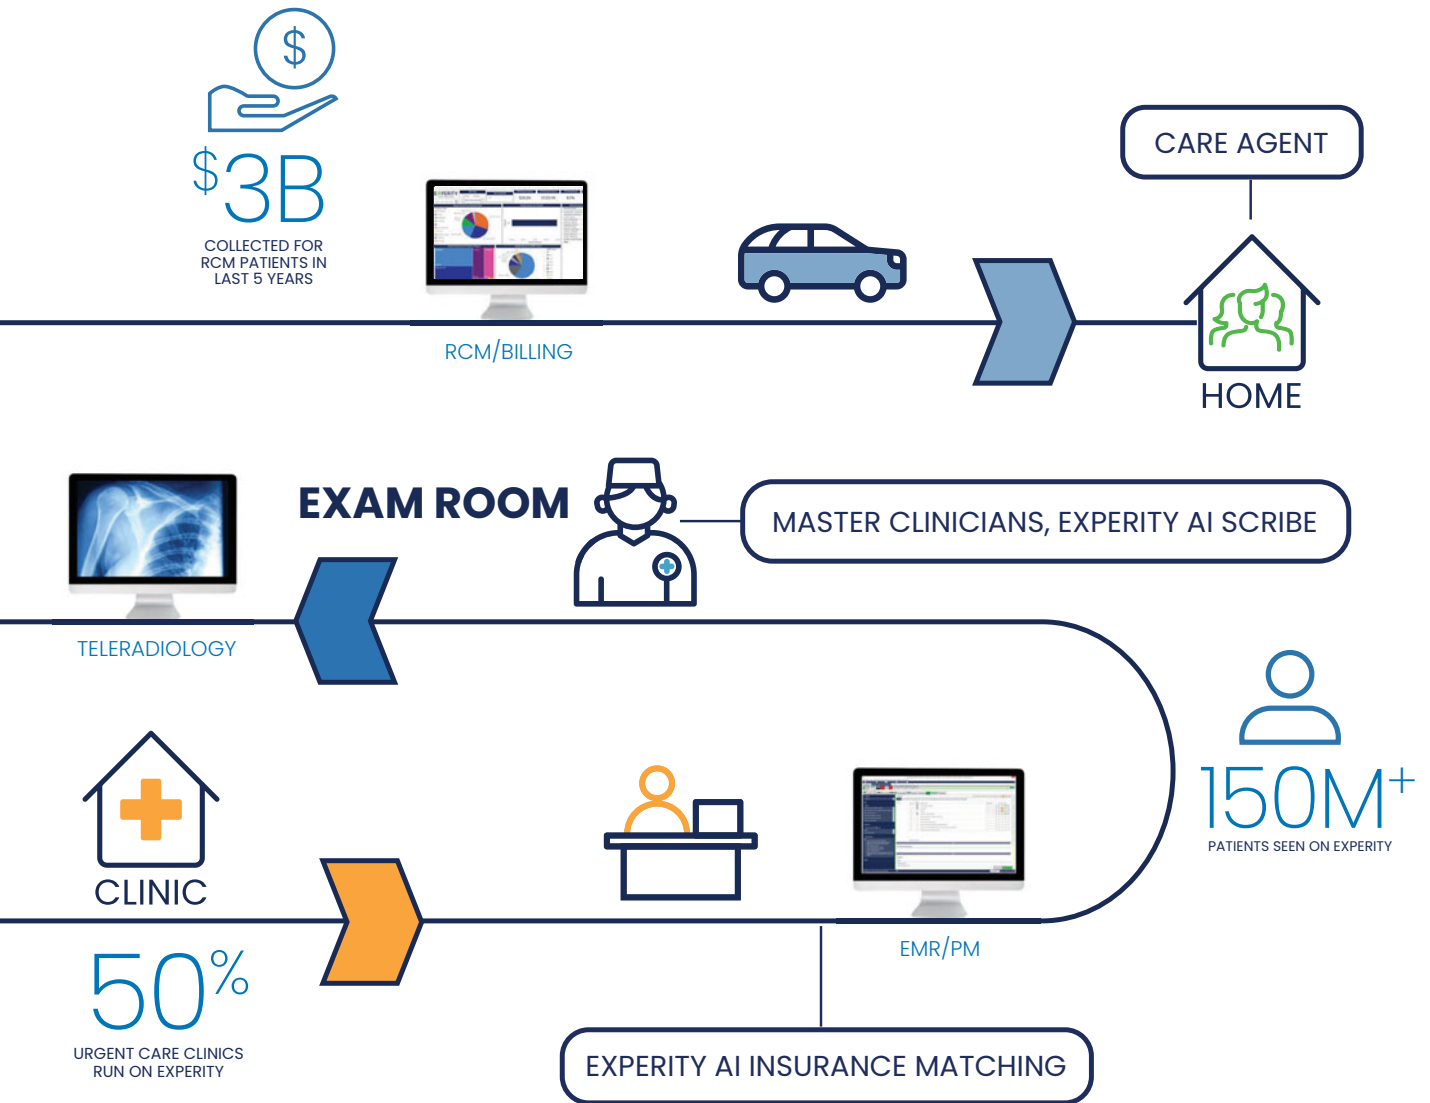 $
$3B
COLLECTED FOR
RCM PATIENTS IN
LAST 5 YEARS
RCM/BILLING
CARE AGENT
HOME
EXAM ROOM
MASTER CLINICIANS, EXPERITY AI SCRIBE
TELERADIOLOGY
150M+
PATIENTS SEEN ON EXPERITY
CLINIC
50%
URGENT CARE CLINICS
RUN ON EXPERITY
EMR/PM
EXPERITY AI INSURANCE MATCHING